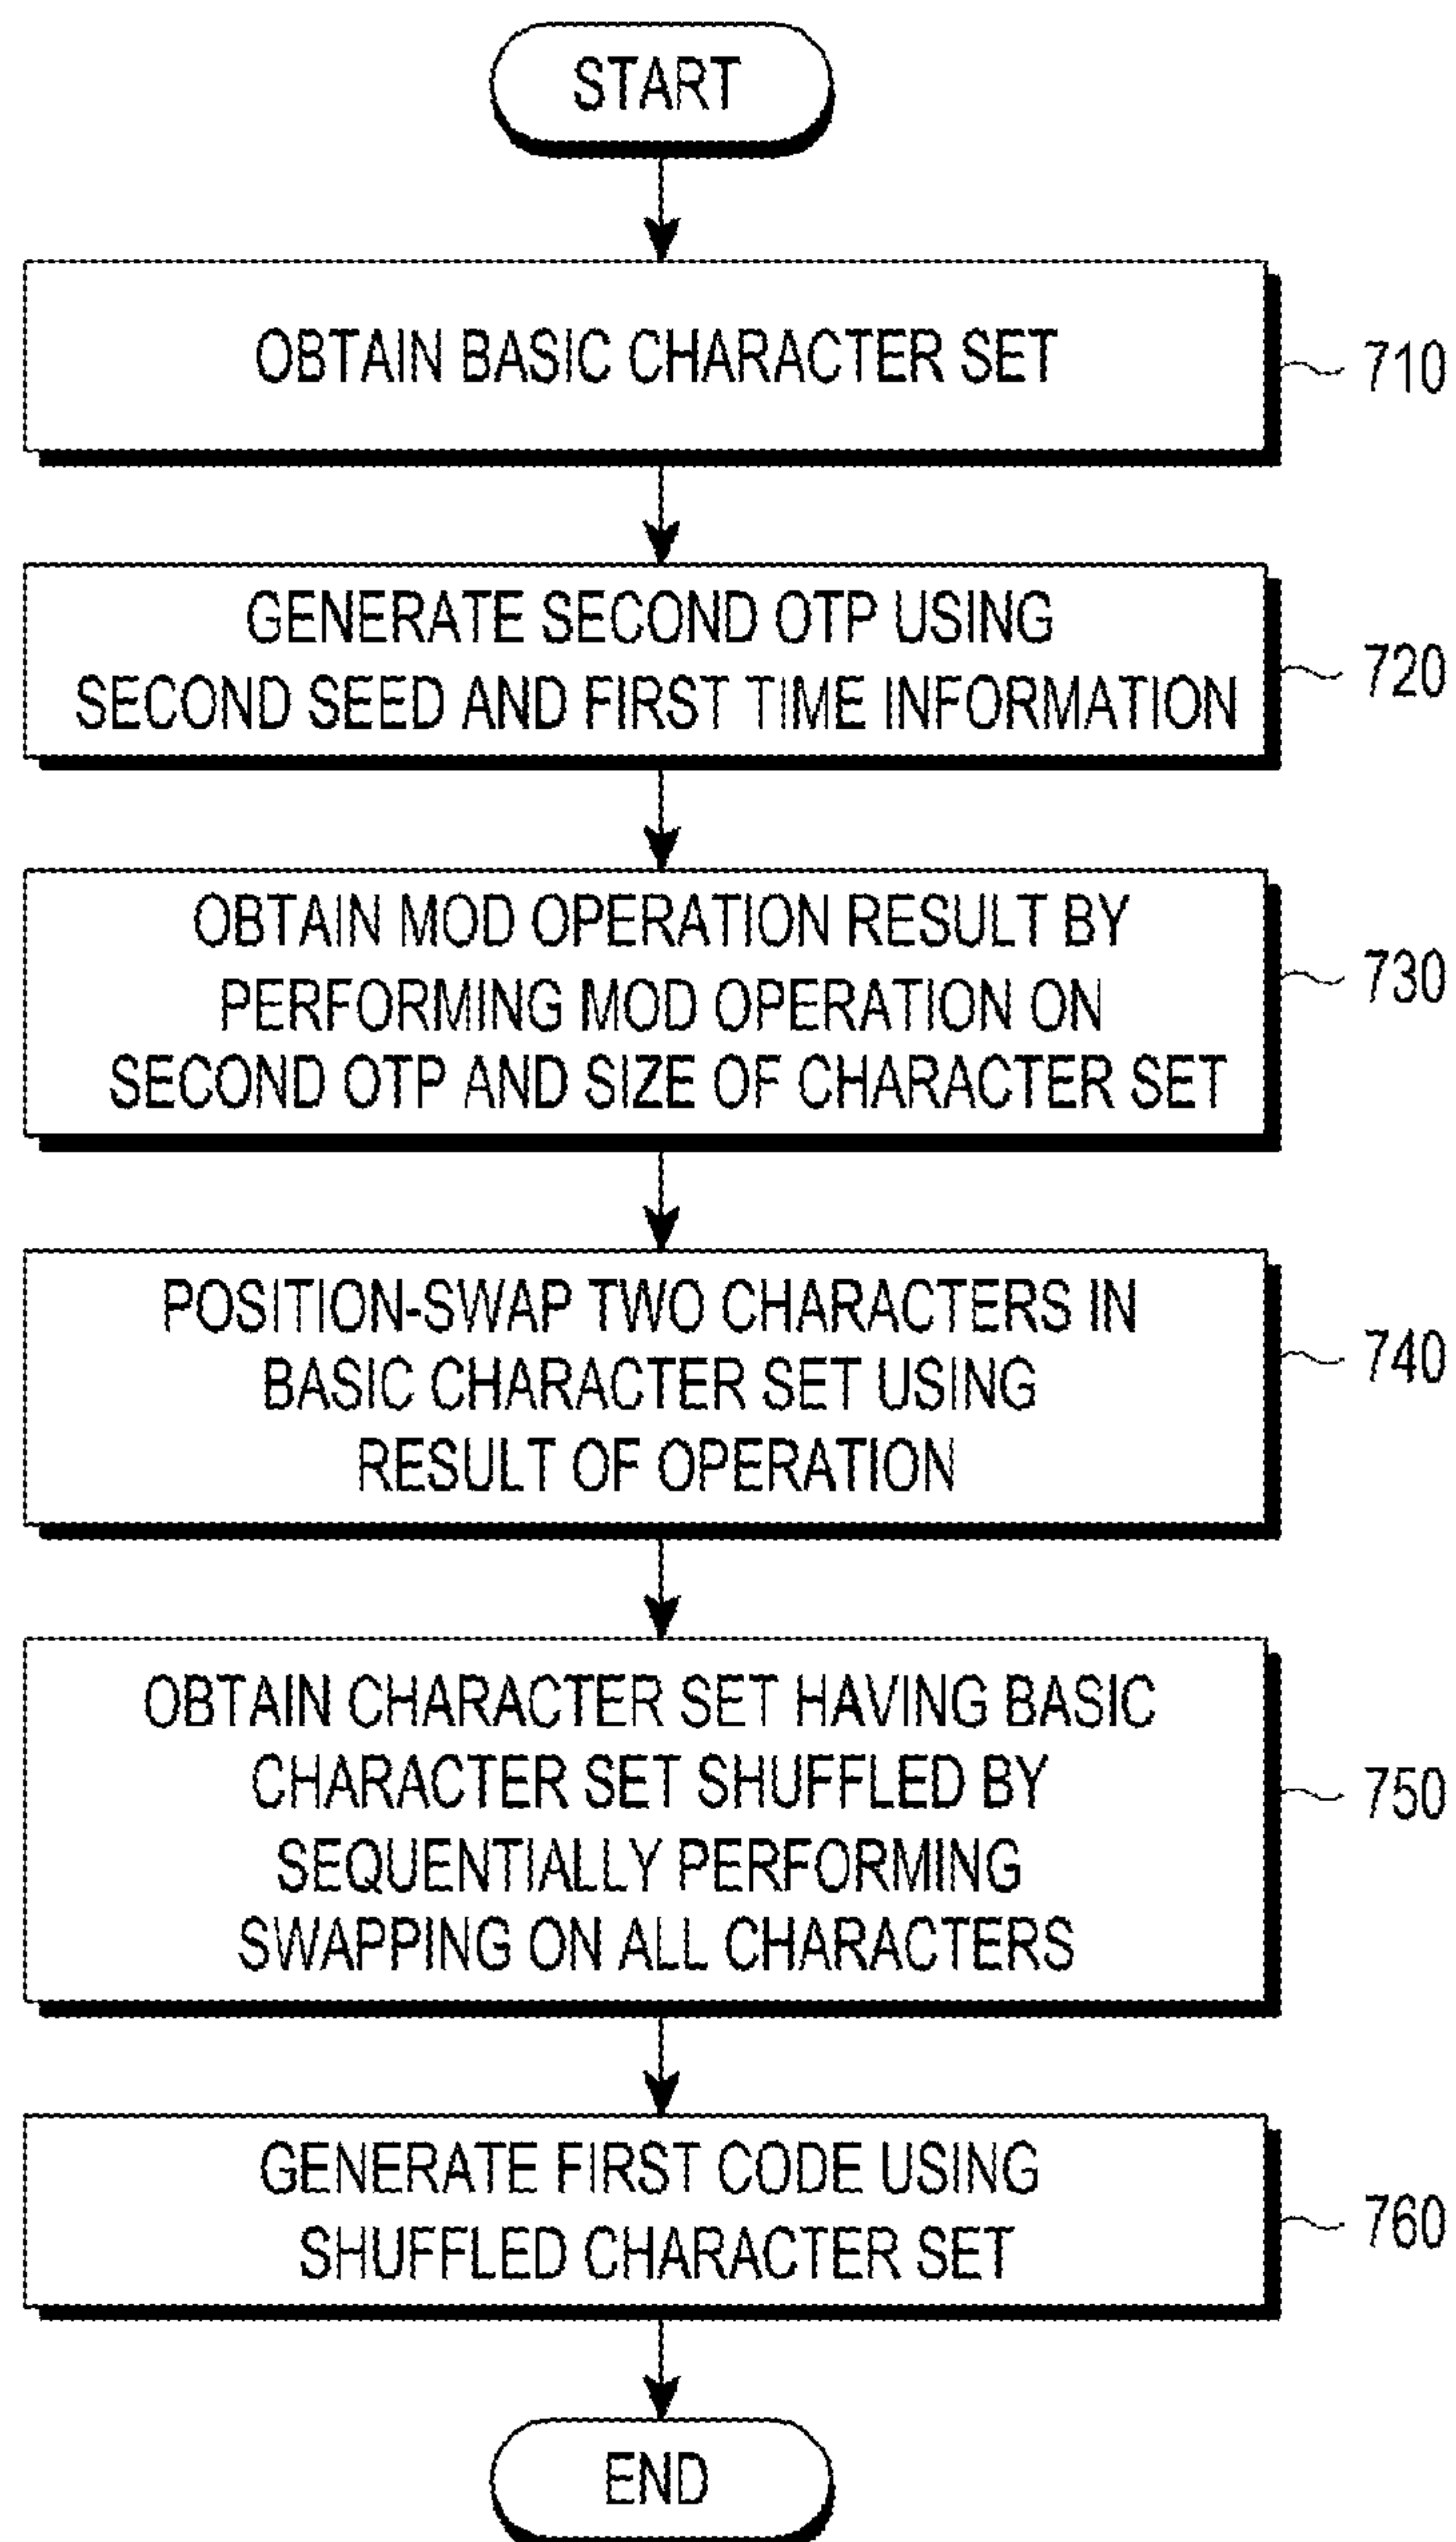 START
OBTAIN BASIC CHARACTER SET
710
GENERATE SECOND OTP USING
SECOND SEED AND FIRST TIME INFORMATION
720
OBTAIN MOD OPERATION RESULT BY
PERFORMING MOD OPERATION ON
SECOND OTP AND SIZE OF CHARACTER SET
730
POSITION-SWAP TWO CHARACTERS IN
BASIC CHARACTER SET USING
RESULT OF OPERATION
740
OBTAIN CHARACTER SET HAVING BASIC
CHARACTER SET SHUFFLED BY
SEQUENTIALLY PERFORMING
SWAPPING ON ALL CHARACTERS
750
GENERATE FIRST CODE USING
SHUFFLED CHARACTER SET
760
END